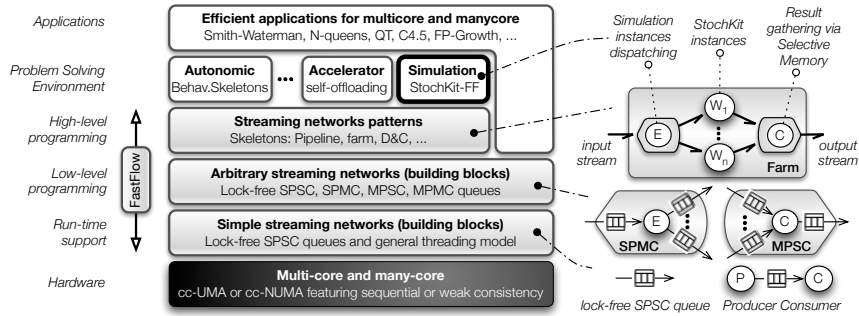 Applications
Efficient applications for multicore and manycore
Smith-Waterman, N-queens, QT, C4.5, FP-Growth, ...
Problem Solving
Environment
Autonomic
Behav.Skeletons
...
Accelerator
self-offloading
Simulation
StochKit-FF
High-level
programming
Streaming networks patterns
Skeletons: Pipeline, farm, D&C, ...
FastFlow
Low-level
programming
Arbitrary streaming networks (building blocks)
Lock-free SPSC, SPMC, MPSC, MPMC queues
Run-time
support
Simple streaming networks (building blocks)
Lock-free SPSC queues and general threading model
Hardware
Multi-core and many-core
cc-UMA or cc-NUMA featuring sequential or weak consistency
Simulation
instances
dispatching
StochKit
instances
Result
gathering via
Selective
Memory
W1
E
C
Wn
input
stream
Farm
output
stream
E
SPMC
C
MPSC
lock-free SPSC queue
P
C
Producer Consumer